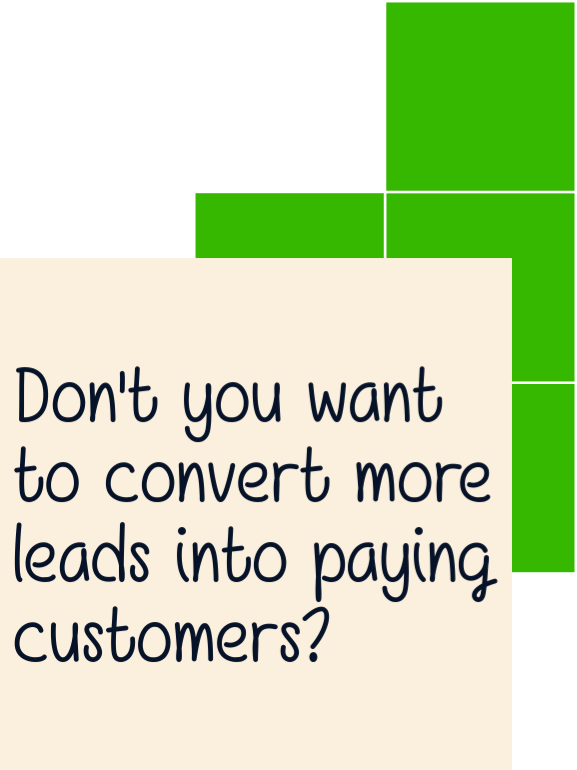 Don't you want
to convert more
leads into paying
customers?